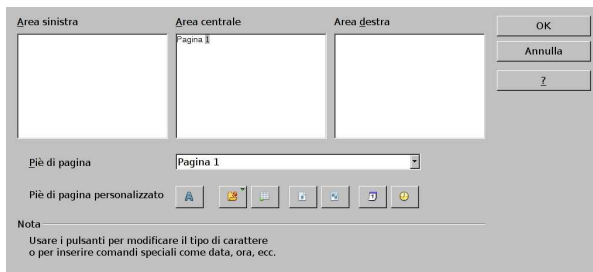 Area sinistra
Area centrale
Area destra
OK
Pagina 1
Annulla
?
Piè di pagina
Pagina 1
Piè di pagina personalizzato
Nota
Usare i pulsanti per modificare il tipo di carattere
o per inserire comandi speciali come data, ora, ecc.